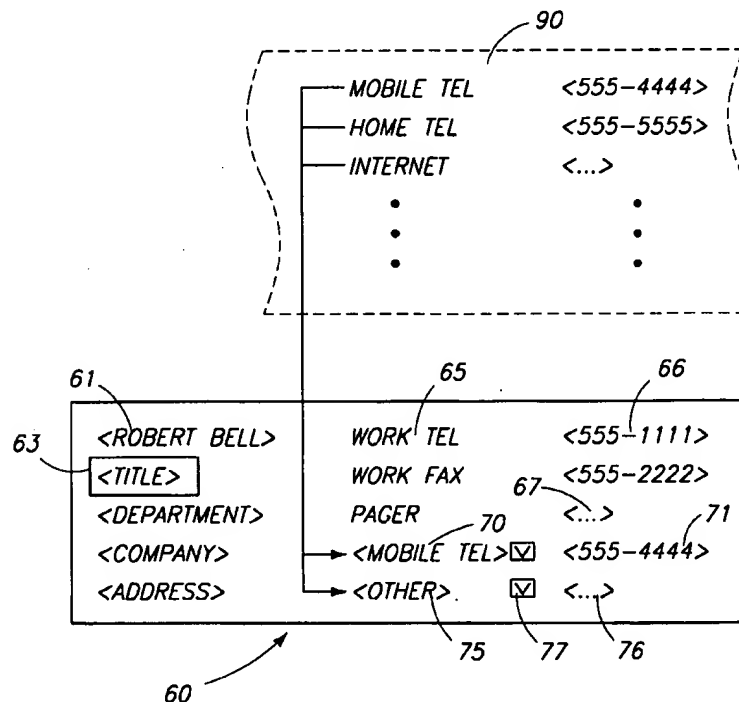 90
MOBILE TEL <555-4444>
HOME TEL <555-5555>
INTERNET <...>
61 65 66
63 <ROBERT BELL> WORK TEL <555-1111>
<TITLE> WORK FAX <555-2222>
67
<DEPARTMENT> PAGER <...>
70 71
<COMPANY> <MOBILE TEL> <555-4444>
<ADDRESS> <OTHER> <...>
75 77 76
60